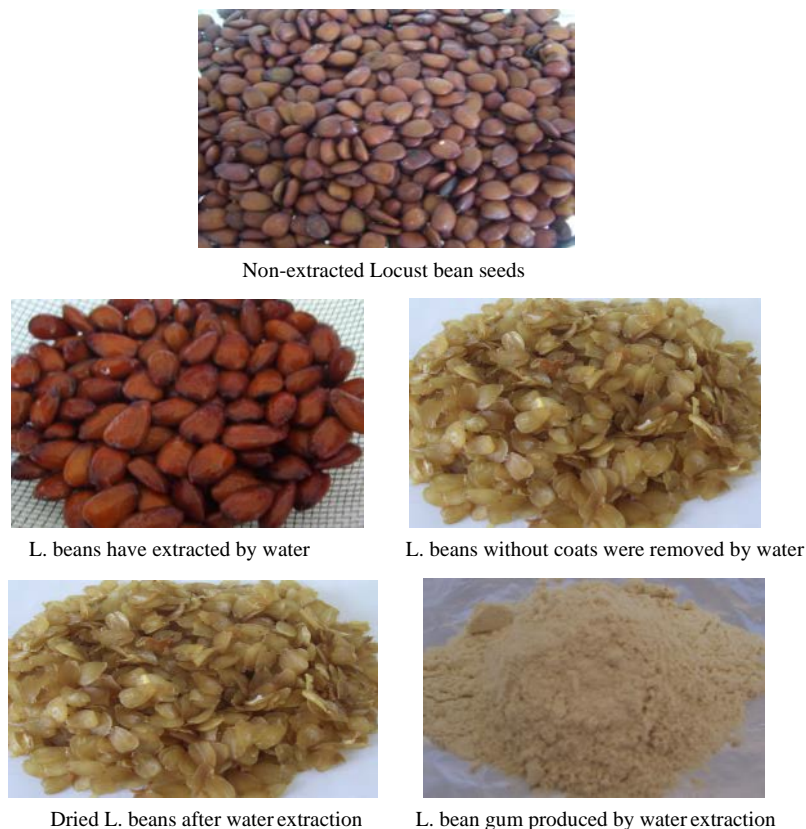 Non-extracted Locust bean seeds
L. beans have extracted by water
L. beans without coats were removed by water
Dried L. beans after water extraction
L. bean gum produced by water extraction